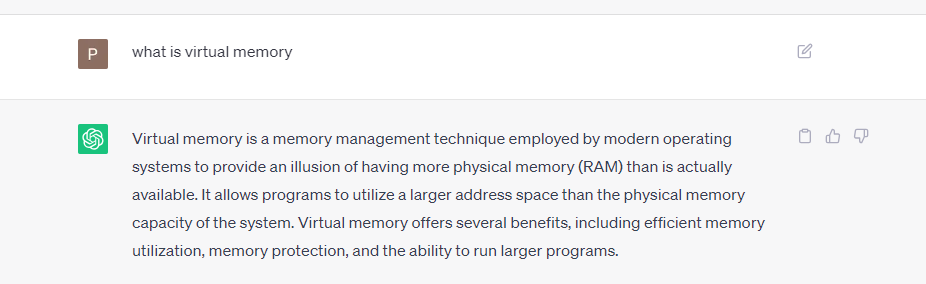 P
what is virtual memory
Virtual memory is a memory management technique employed by modern operating
systems to provide an illusion of having more physical memory (RAM) than is actually
available. It allows programs to utilize a larger address space than the physical memory
capacity of the system. Virtual memory offers several benefits, including efficient memory
utilization, memory protection, and the ability to run larger programs.